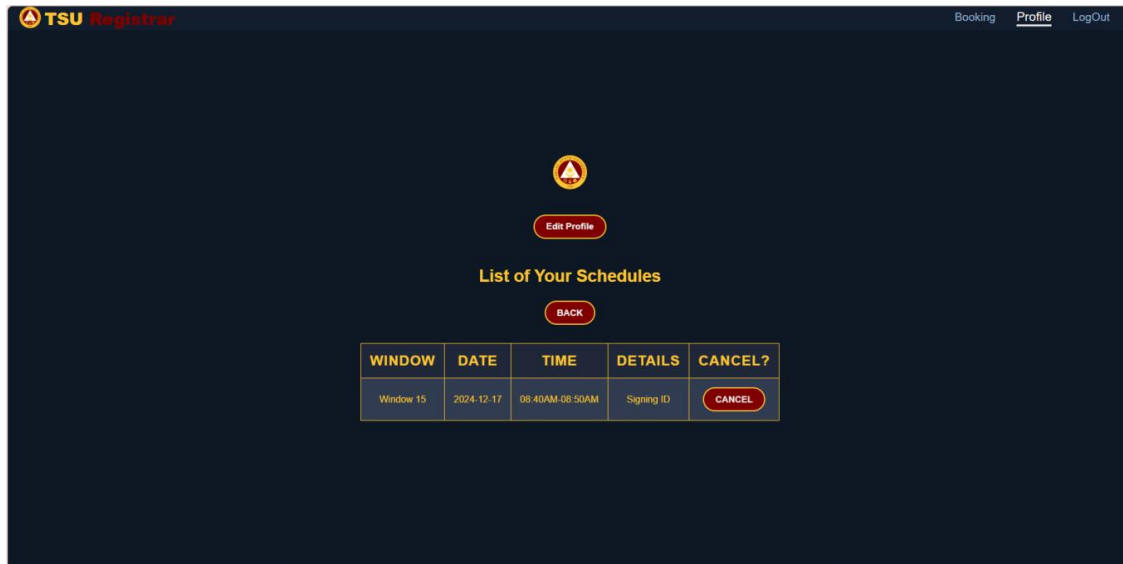 TSU Registrar Booking Profile LogOut
Edit Profile
List of Your Schedules
BACK
WINDOW DATE TIME DETAILS CANCEL?
Window 15 2024-12-17 08:40AM-08:50AM Signing ID CANCEL